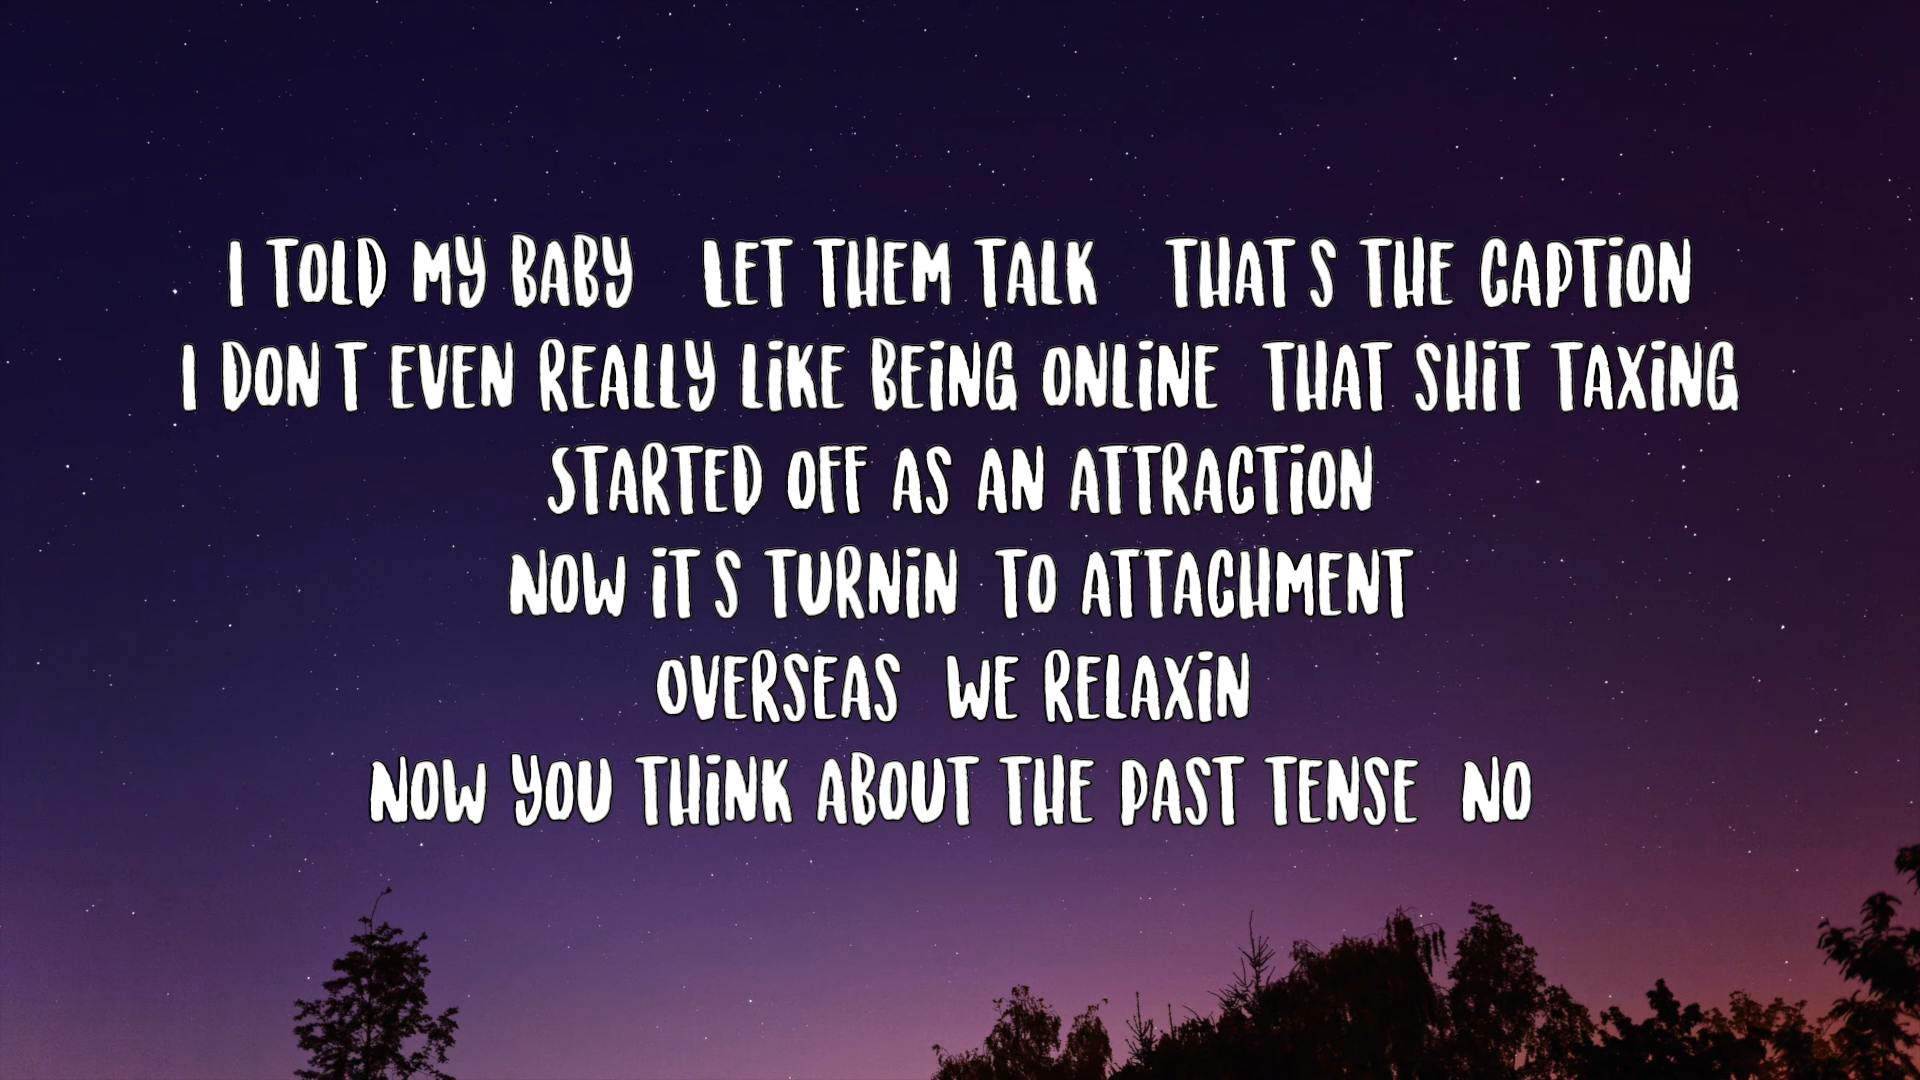 I TOLD MY BABY LET THEM TALK THAT S THE CAPTION
I DON T EVEN REALLY LIKE BEING ONLINE THAT SHIT TAXING
STARTED OFF AS AN ATTRACTION
NOW IT S TURNIN TO ATTACHMENT
OVERSEAS WE RELAXIN
NOW YOU THINK ABOUT THE PAST TENSE NO